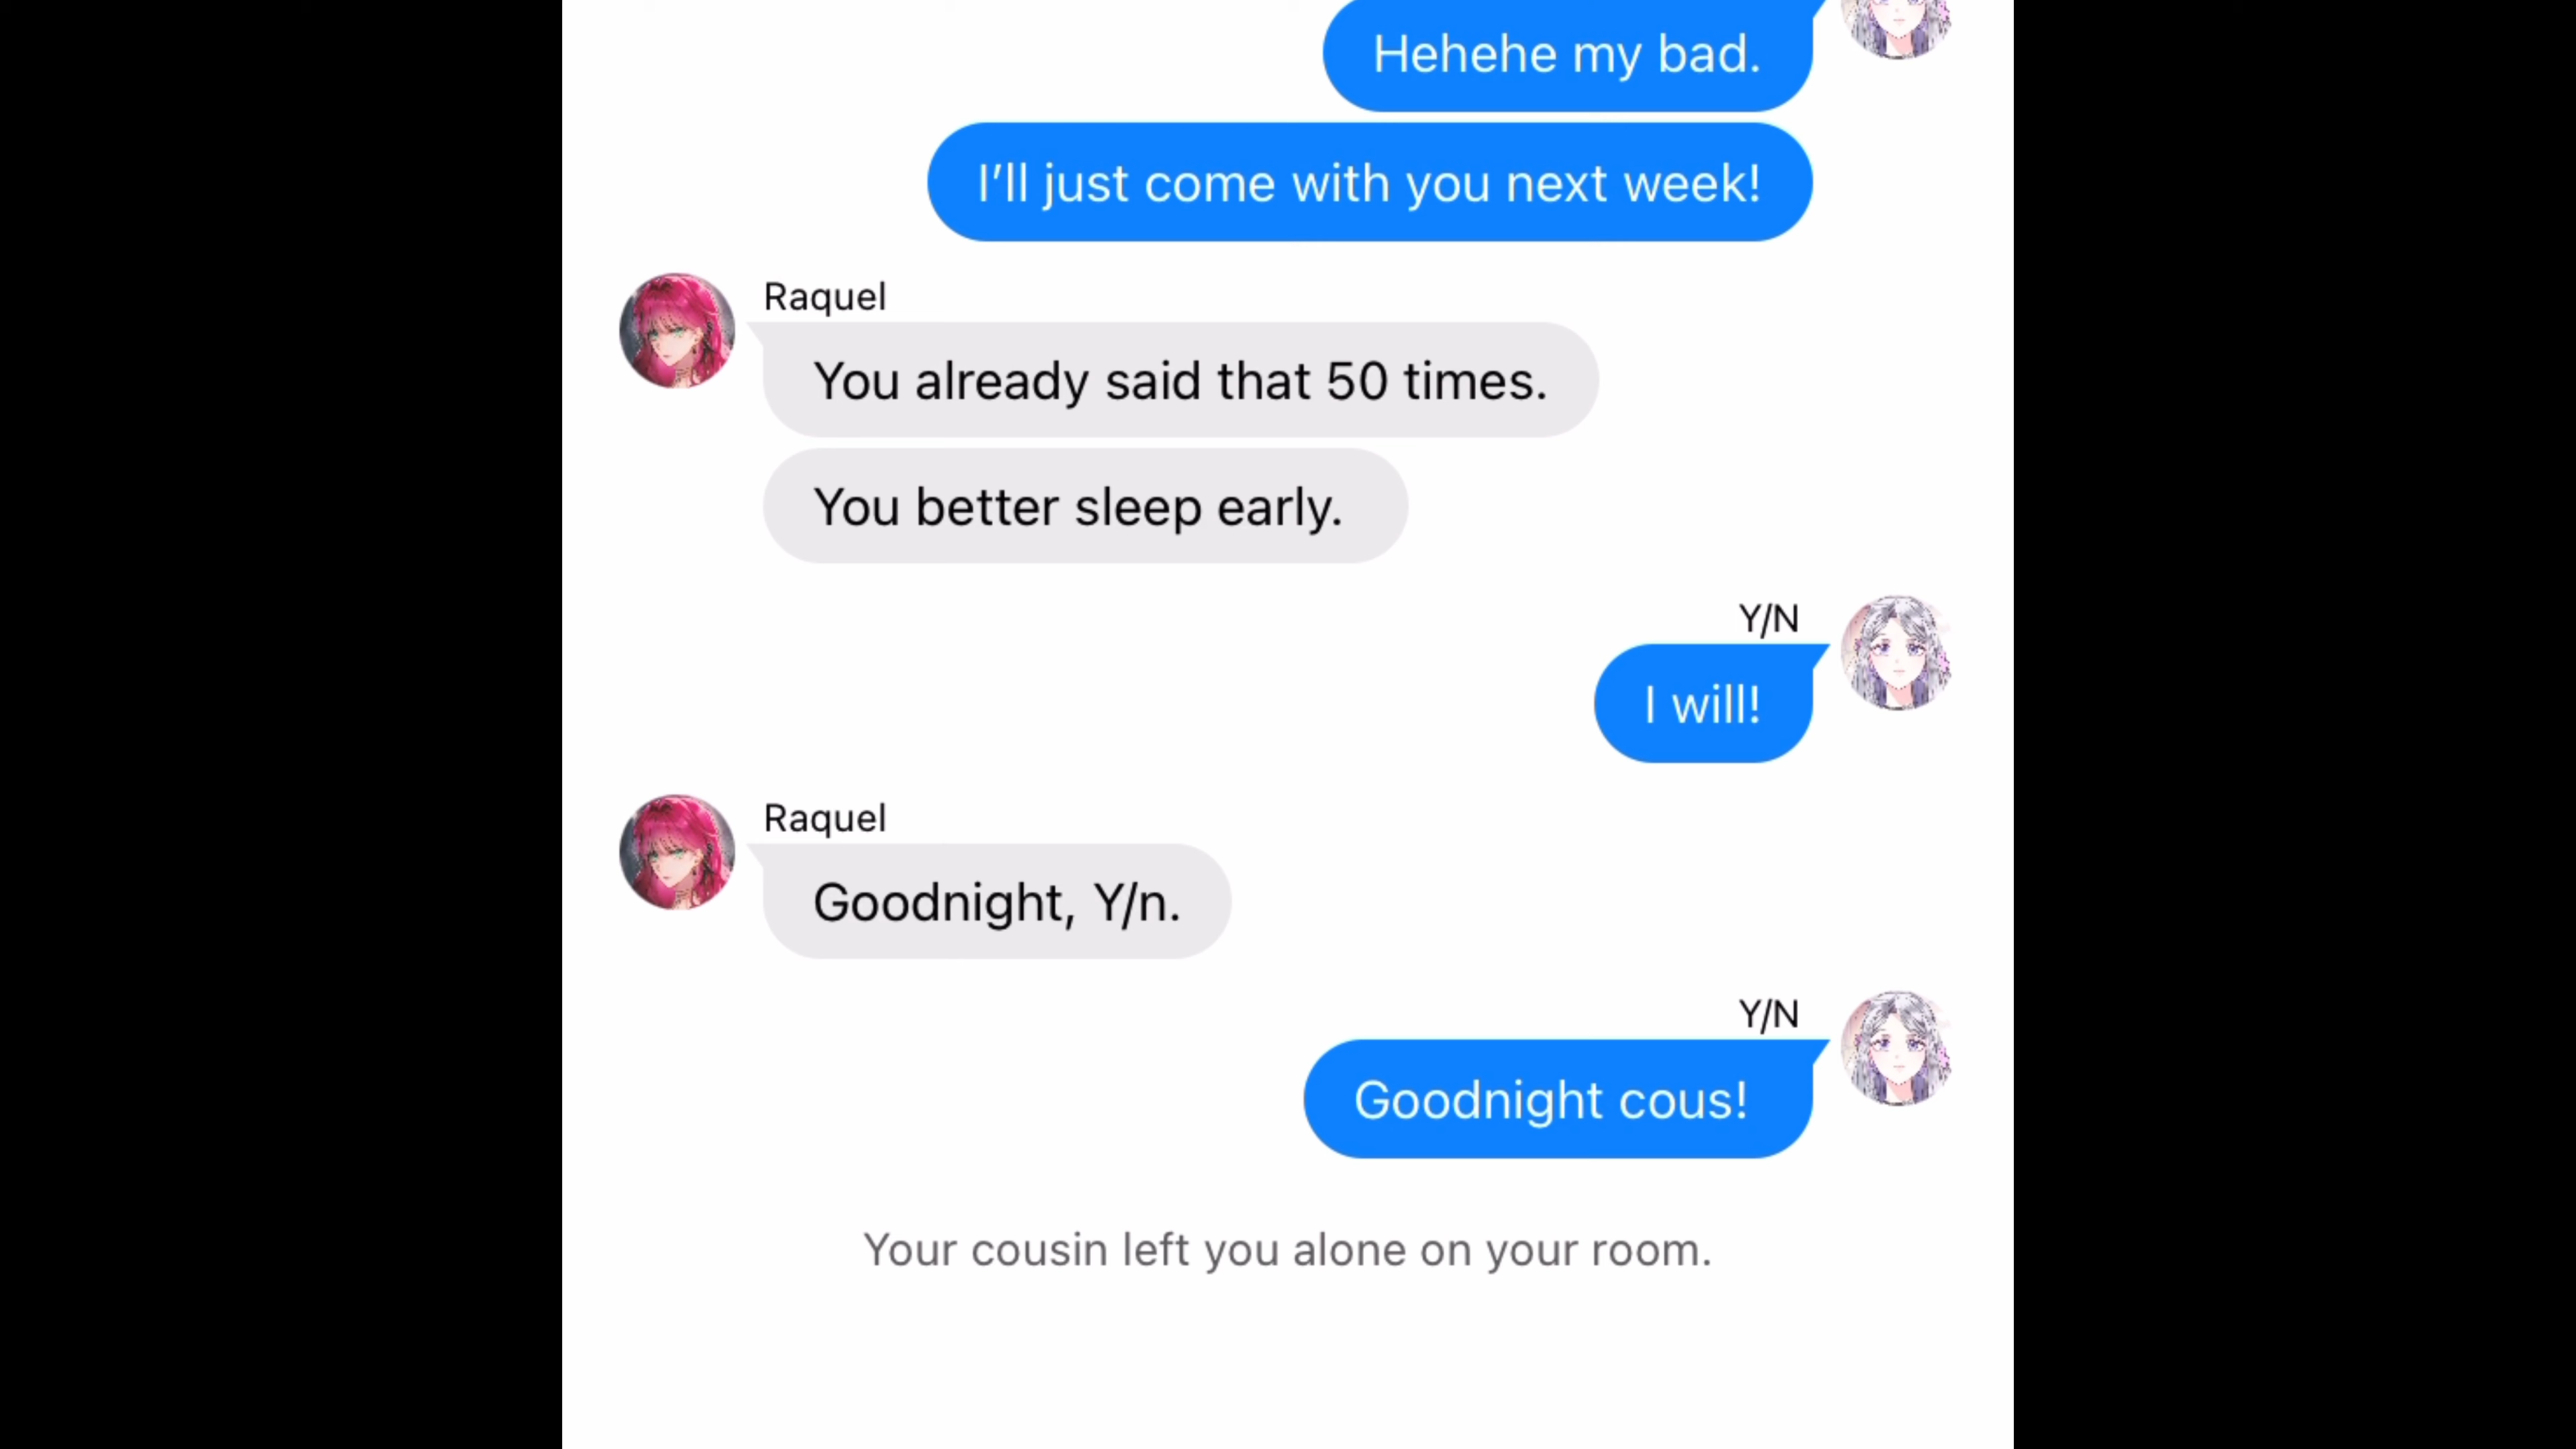 Hehehe my bad.
I'll just come with you next week!
Raquel
You already said that 50 times.
You better sleep early.
Y/N
I will!
Raquel
Goodnight, Y/n.
Y/N
Goodnight cous!
Your cousin left you alone on your room.